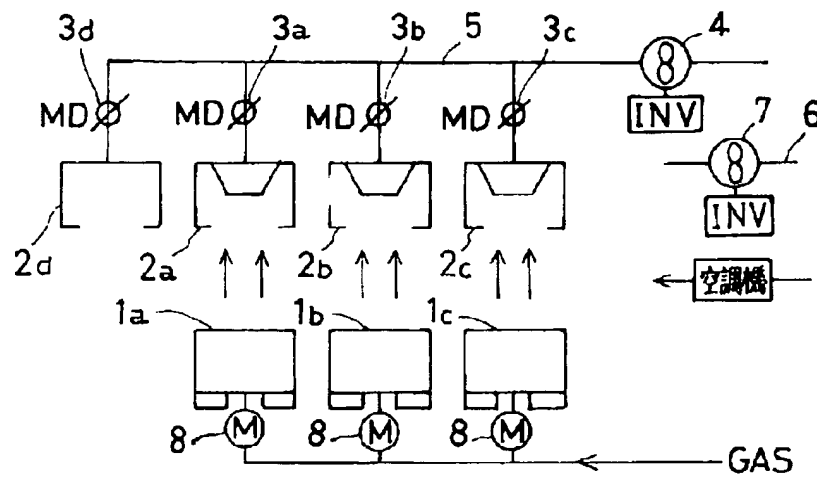 3d 3a 3b 5 3c 4
MD MD MD MD INV 7 6
INV
2d 2a 2b 2c
空調機
1a 1b 1c
8 M 8 M 8 M
GAS